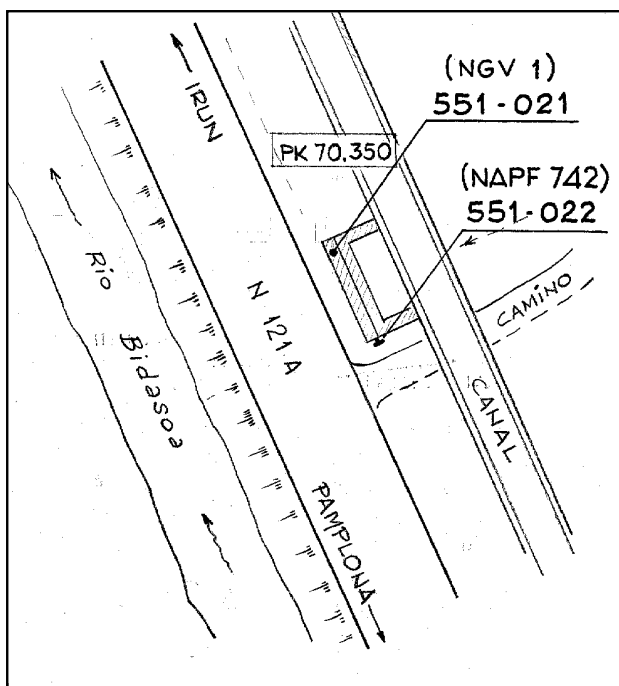 (NGV 1)
551-021
IRUN
PK 70.350
(NAPF 742)
551-022
Rio
Bidasoa
N 121.A
CAMINO
CANAL
PAMPLONA